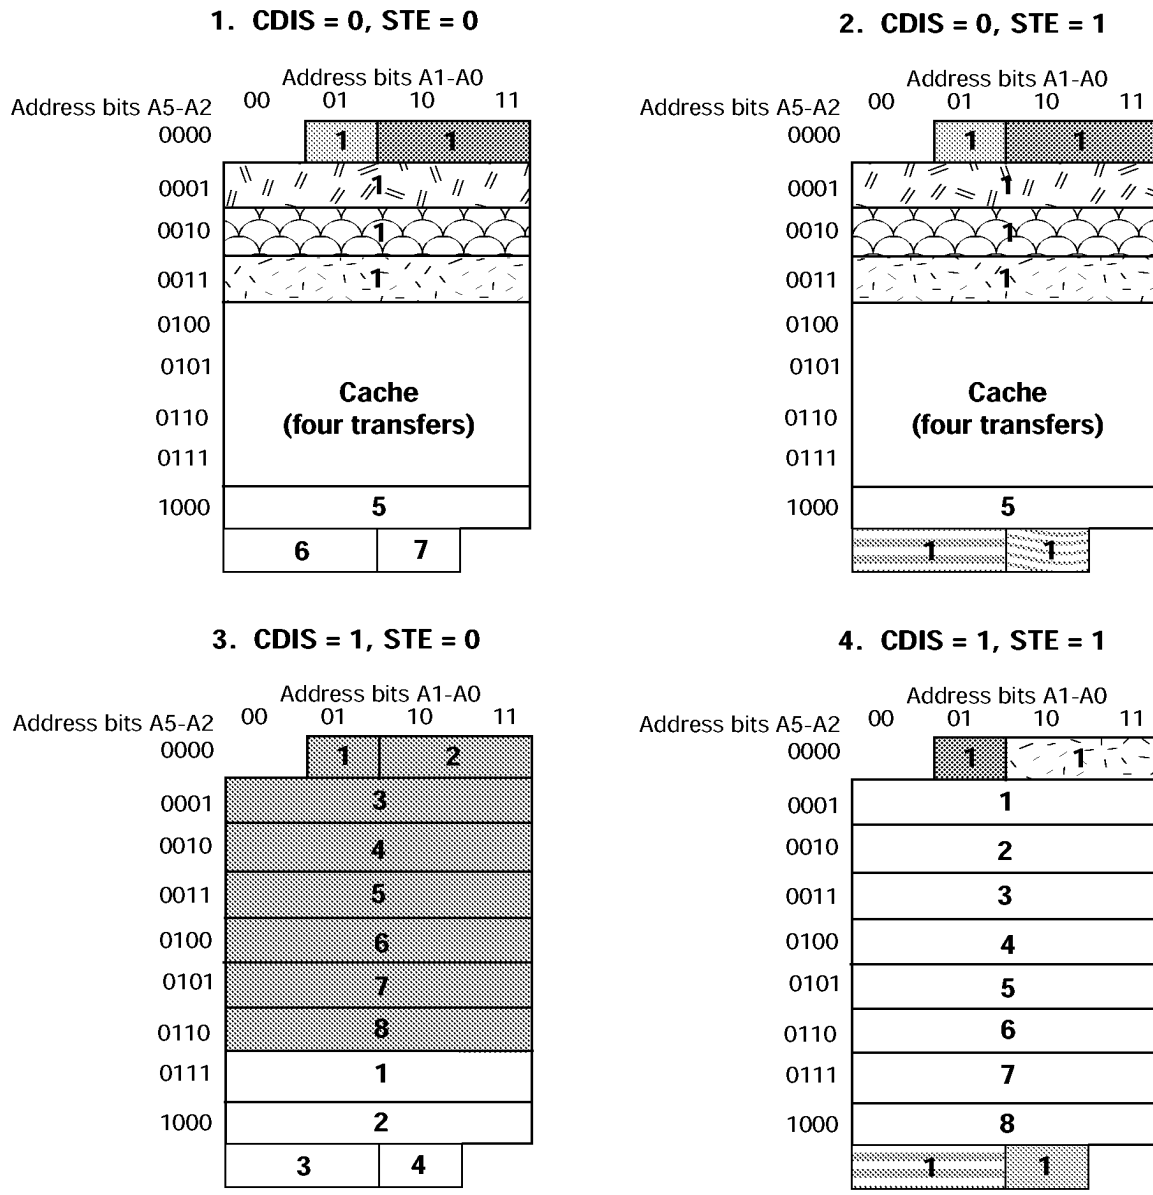 1. CDIS = 0, STE = 0
Address bits A1-A0
Address bits A5-A2 00 01 10 11
0000 1 1
0001 1
0010 1
0011 1
0100
0101
Cache
(four transfers)
0110
0111
1000 5
6 7
2. CDIS = 0, STE = 1
Address bits A1-A0
Address bits A5-A2 00 01 10 11
0000 1 1
0001 1
0010 1
0011 1
0100
0101
Cache
(four transfers)
0110
0111
1000 5
1 1
3. CDIS = 1, STE = 0
Address bits A1-A0
Address bits A5-A2 00 01 10 11
0000 1 2
0001 3
0010 4
0011 5
0100 6
0101 7
0110 8
0111 1
1000 2
3 4
4. CDIS = 1, STE = 1
Address bits A1-A0
Address bits A5-A2 00 01 10 11
0000 1 1
0001 1
0010 2
0011 3
0100 4
0101 5
0110 6
0111 7
1000 8
1 1